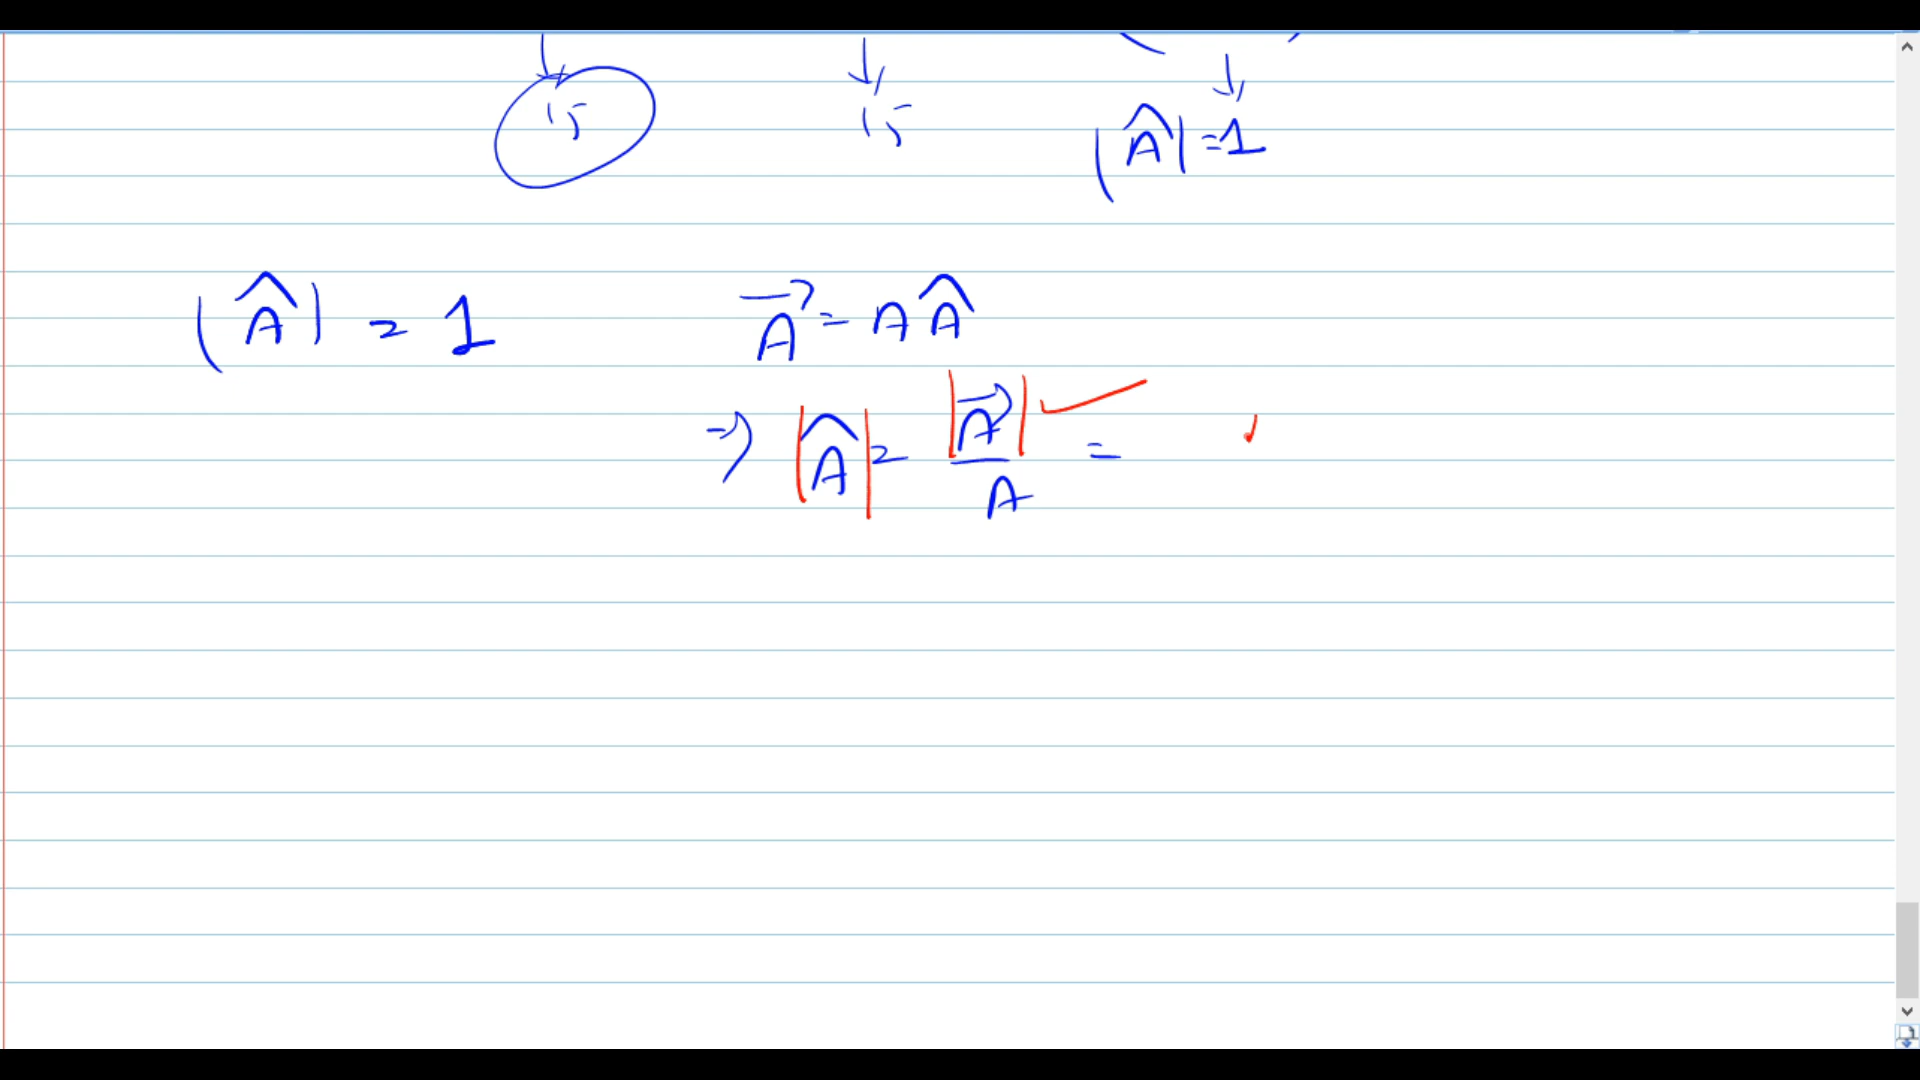 15 15 |Â| = 1
|Â| = 1 A⃗ = A Â
⇒ |Â| = |A⃗| / A =